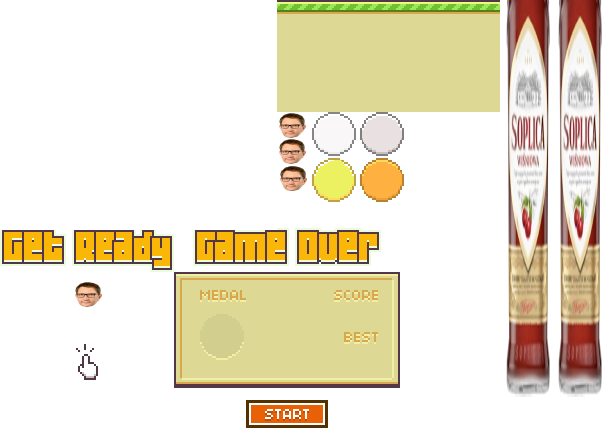 SOPLICA
WIŚNIOWA
SOPLICA
WIŚNIOWA
Get Ready
Game Over
MEDAL SCORE
BEST
START